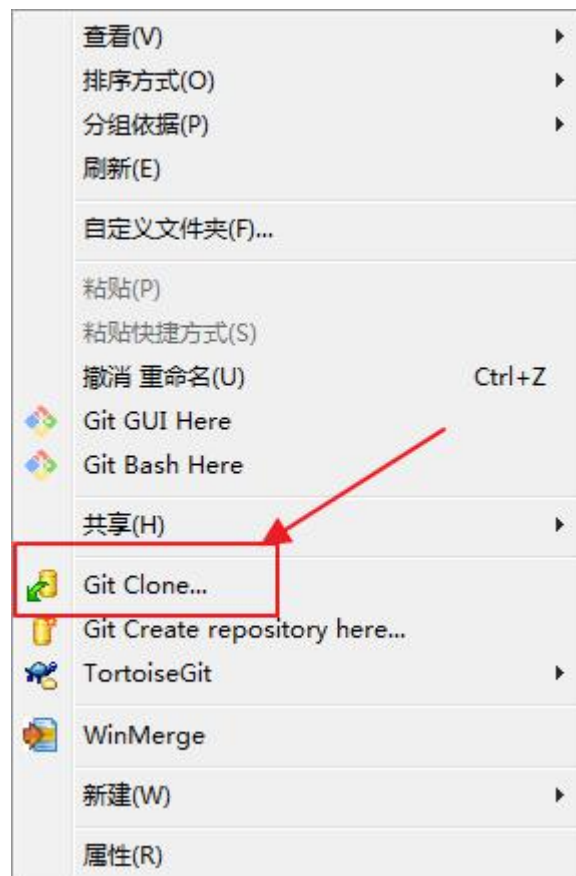 查看(V)
排序方式(O)
分组依据(P)
刷新(E)
自定义文件夹(F)...
粘贴(P)
粘贴快捷方式(S)
撤消 重命名(U) Ctrl+Z
Git GUI Here
Git Bash Here
共享(H)
Git Clone...
Git Create repository here...
TortoiseGit
WinMerge
新建(W)
属性(R)